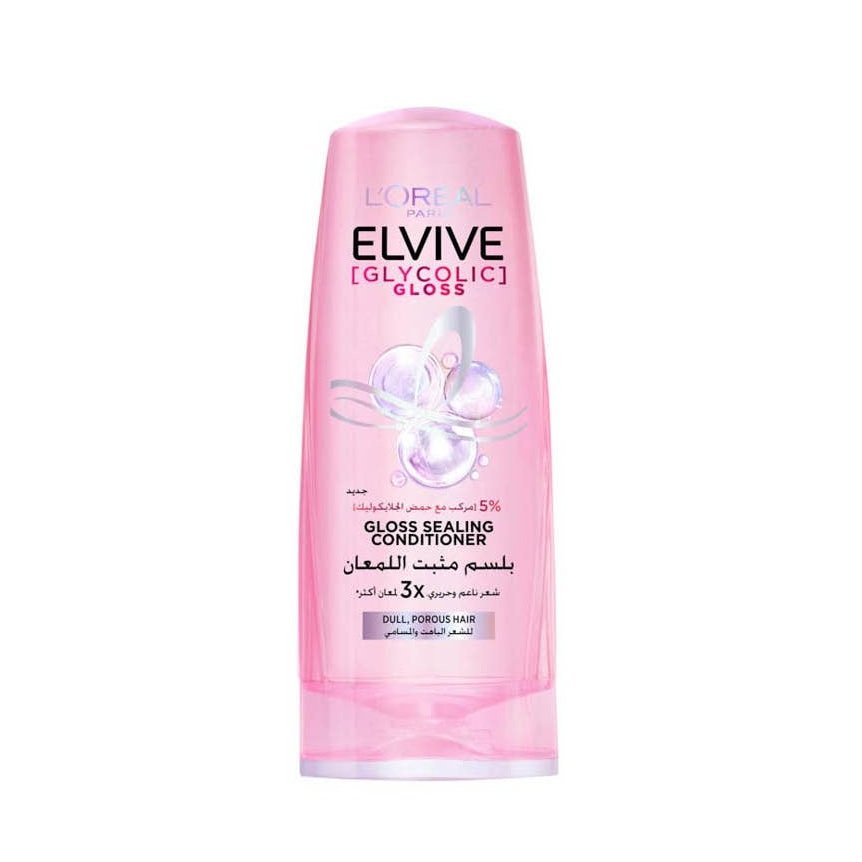 L'ORÉAL
PARIS
ELVIVE
[GLYCOLIC]
GLOSS
جديد
5% [مركب مع حمض الجلايكوليك]
GLOSS SEALING
CONDITIONER
بلسم مثبت اللمعان
شعر ناعم وحريري. 3X لمعان أكثر*
DULL, POROUS HAIR
للشعر الباهت والمسامي